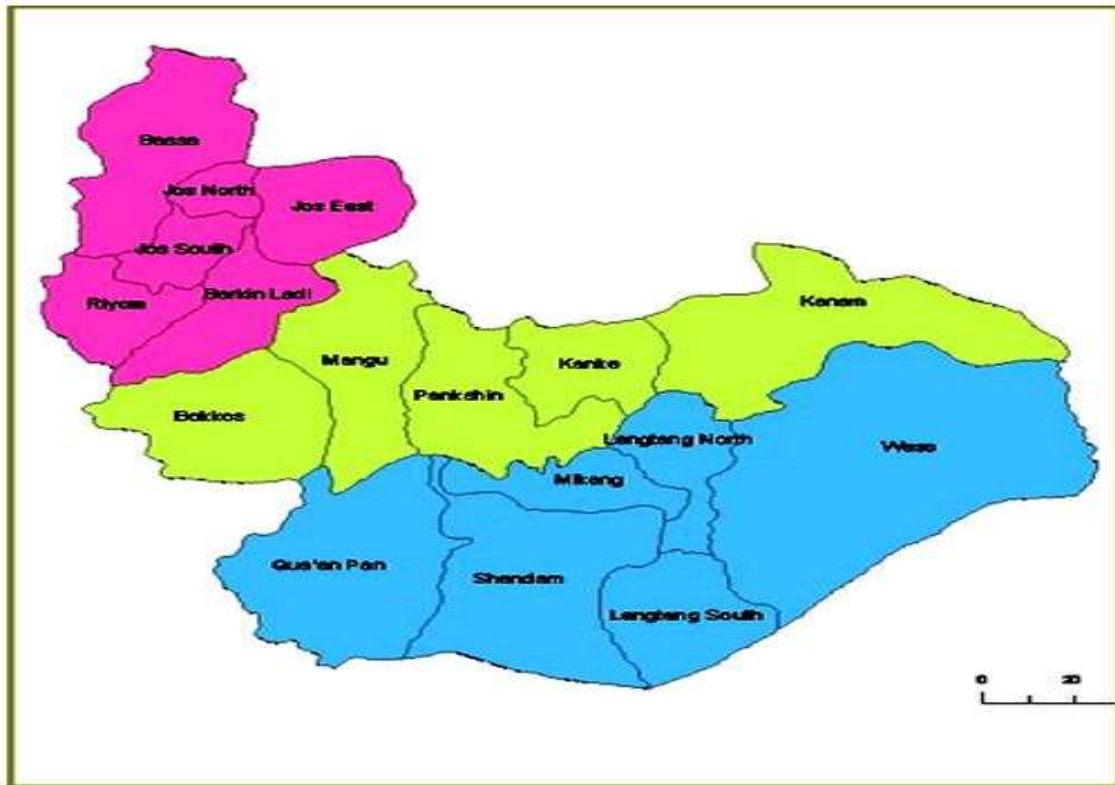 Bassa
Jos North
Jos East
Jos South
Riyom
Barkin Ladi
Kanam
Mangu
Kanke
Pankshin
Bokkos
Langtang North
Wase
Mikang
Qua'an Pan
Shendam
Langtang South
0 20